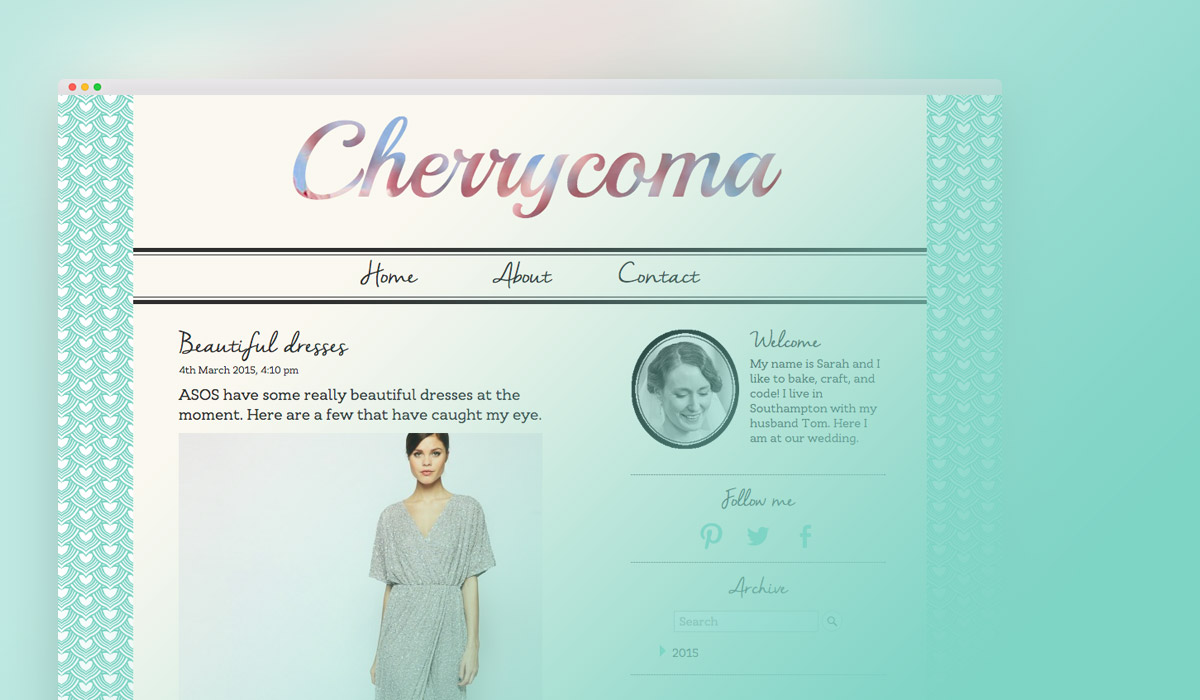 Cherrycoma
Home About Contact
Beautiful dresses
4th March 2015, 4:10 pm
ASOS have some really beautiful dresses at the
moment. Here are a few that have caught my eye.
Welcome
My name is Sarah and I
like to bake, craft, and
code! I live in
Southampton with my
husband Tom. Here I
am at our wedding.
Follow me
Archive
Search
2015